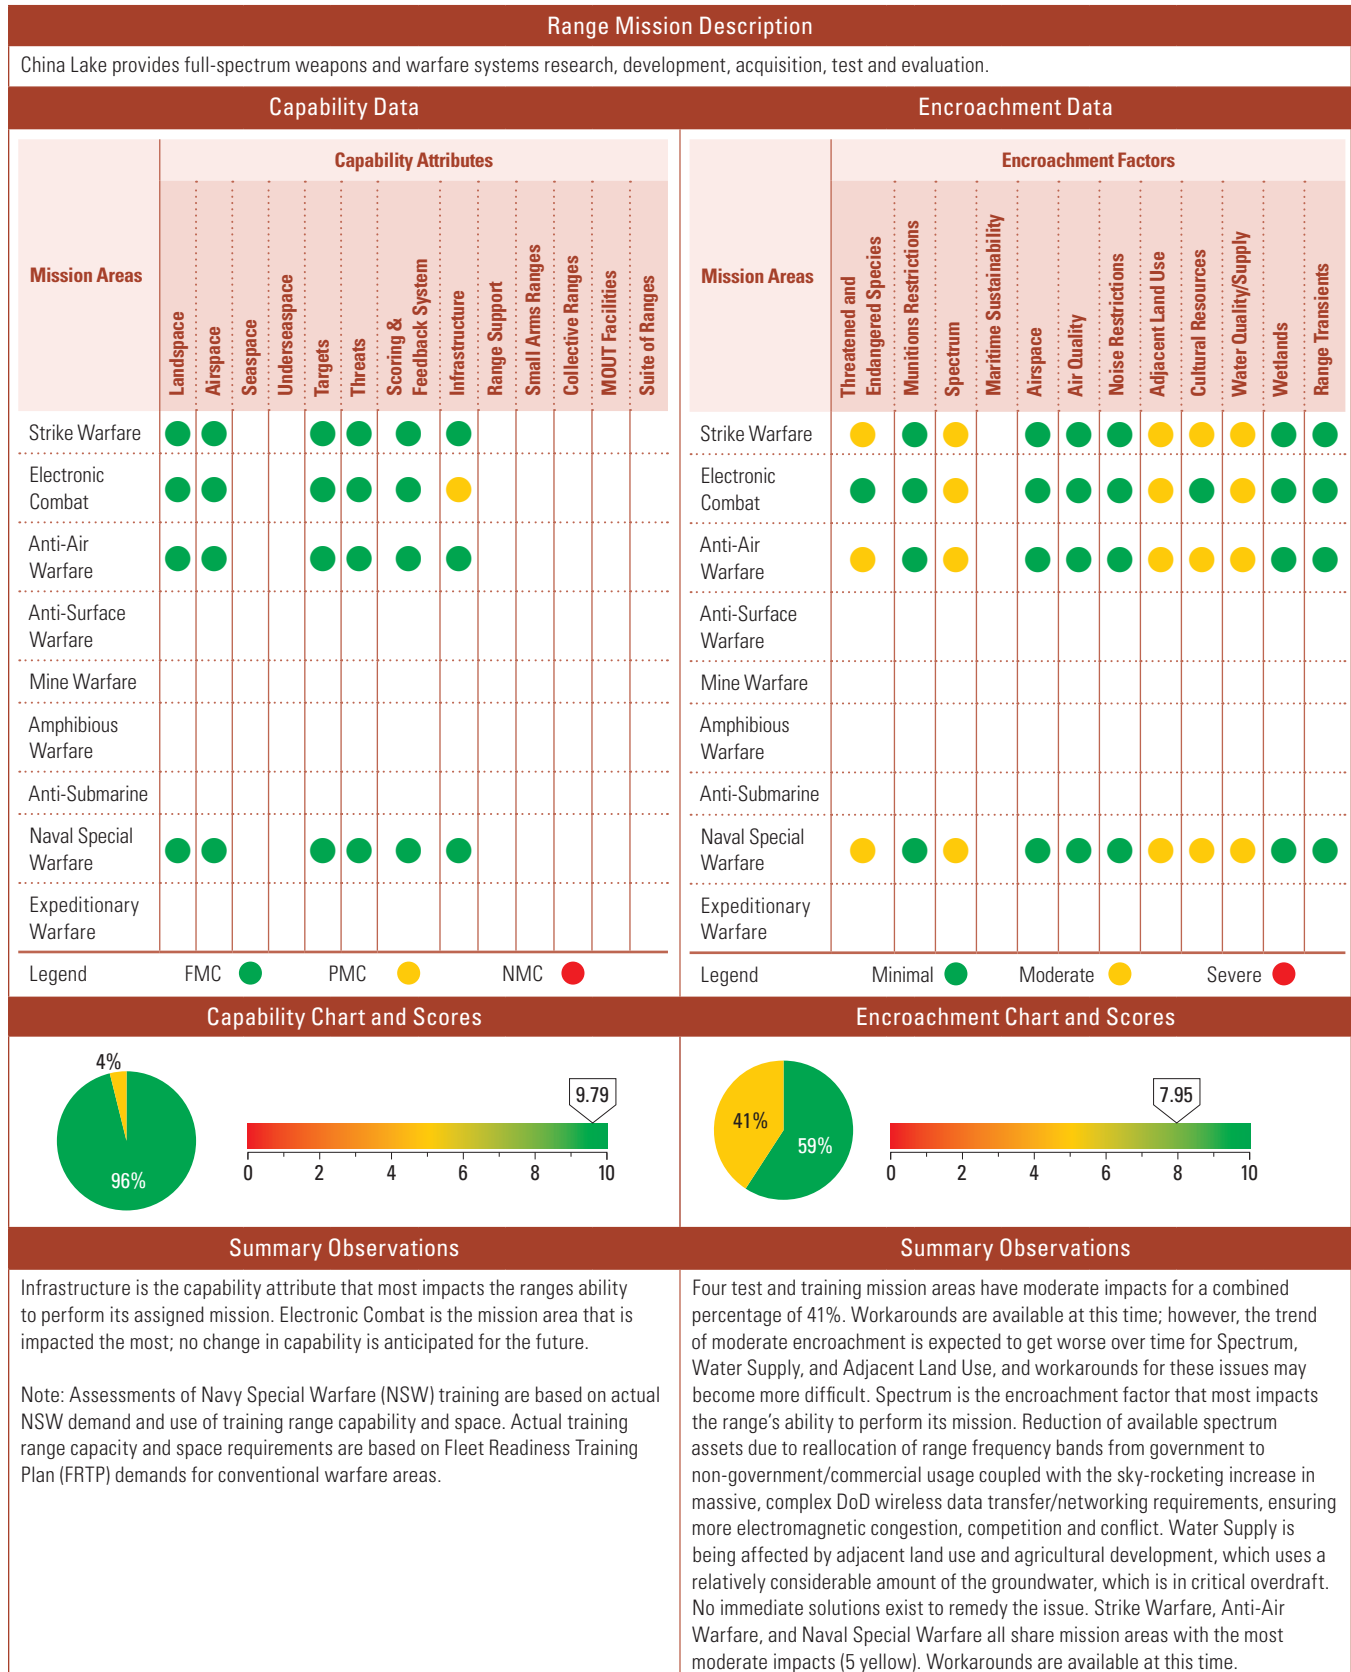 Range Mission Description
China Lake provides full-spectrum weapons and warfare systems research, development, acquisition, test and evaluation.
Capability Data
Mission Areas
Capability Attributes
Landspace
Airspace
Seaspace
Underseaspace
Targets
Threats
Scoring &
Feedback System
Infrastructure
Range Support
Small Arms Ranges
Collective Ranges
MOUT Facilities
Suite of Ranges
Strike Warfare
Electronic
Combat
Anti-Air
Warfare
Anti-Surface
Warfare
Mine Warfare
Amphibious
Warfare
Anti-Submarine
Naval Special
Warfare
Expeditionary
Warfare
Legend FMC PMC NMC
Encroachment Data
Mission Areas
Encroachment Factors
Threatened and
Endangered Species
Munitions Restrictions
Spectrum
Maritime Sustainability
Airspace
Air Quality
Noise Restrictions
Adjacent Land Use
Cultural Resources
Water Quality/Supply
Wetlands
Range Transients
Strike Warfare
Electronic
Combat
Anti-Air
Warfare
Anti-Surface
Warfare
Mine Warfare
Amphibious
Warfare
Anti-Submarine
Naval Special
Warfare
Expeditionary
Warfare
Legend Minimal Moderate Severe
Capability Chart and Scores
4%
96%
9.79
0 2 4 6 8 10
Encroachment Chart and Scores
41%
59%
7.95
0 2 4 6 8 10
Summary Observations
Infrastructure is the capability attribute that most impacts the ranges ability
to perform its assigned mission. Electronic Combat is the mission area that is
impacted the most; no change in capability is anticipated for the future.
Note: Assessments of Navy Special Warfare (NSW) training are based on actual
NSW demand and use of training range capability and space. Actual training
range capacity and space requirements are based on Fleet Readiness Training
Plan (FRTP) demands for conventional warfare areas.
Summary Observations
Four test and training mission areas have moderate impacts for a combined
percentage of 41%. Workarounds are available at this time; however, the trend
of moderate encroachment is expected to get worse over time for Spectrum,
Water Supply, and Adjacent Land Use, and workarounds for these issues may
become more difficult. Spectrum is the encroachment factor that most impacts
the range's ability to perform its mission. Reduction of available spectrum
assets due to reallocation of range frequency bands from government to
non-government/commercial usage coupled with the sky-rocketing increase in
massive, complex DoD wireless data transfer/networking requirements, ensuring
more electromagnetic congestion, competition and conflict. Water Supply is
being affected by adjacent land use and agricultural development, which uses a
relatively considerable amount of the groundwater, which is in critical overdraft.
No immediate solutions exist to remedy the issue. Strike Warfare, Anti-Air
Warfare, and Naval Special Warfare all share mission areas with the most
moderate impacts (5 yellow). Workarounds are available at this time.